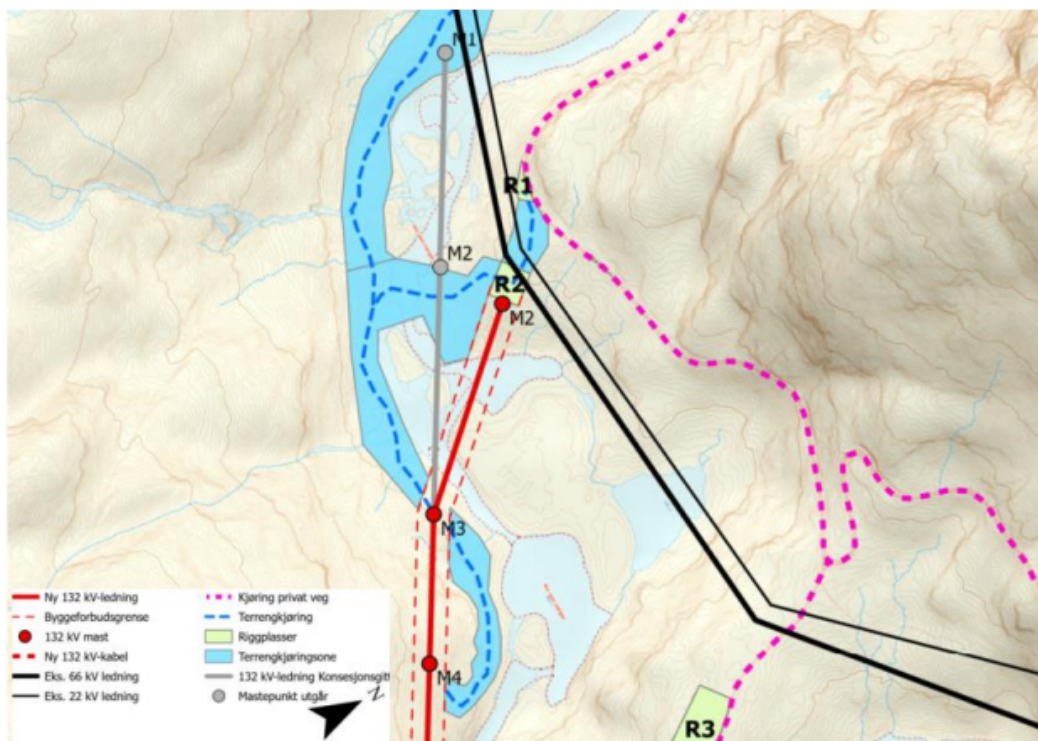 M1
R1
M2
R2
M2
M3
M4
R3
Ny 132 kV-ledning
Byggeforbudsgrense
132 kV mast
Ny 132 kV-kabel
Eks. 66 kV ledning
Eks. 22 kV ledning
Kjøring privat veg
Terrengkjøring
Riggplasser
Terrengkjøringsone
132 kV-ledning Konsesjonsgitt
Mastepunkt utgår
N